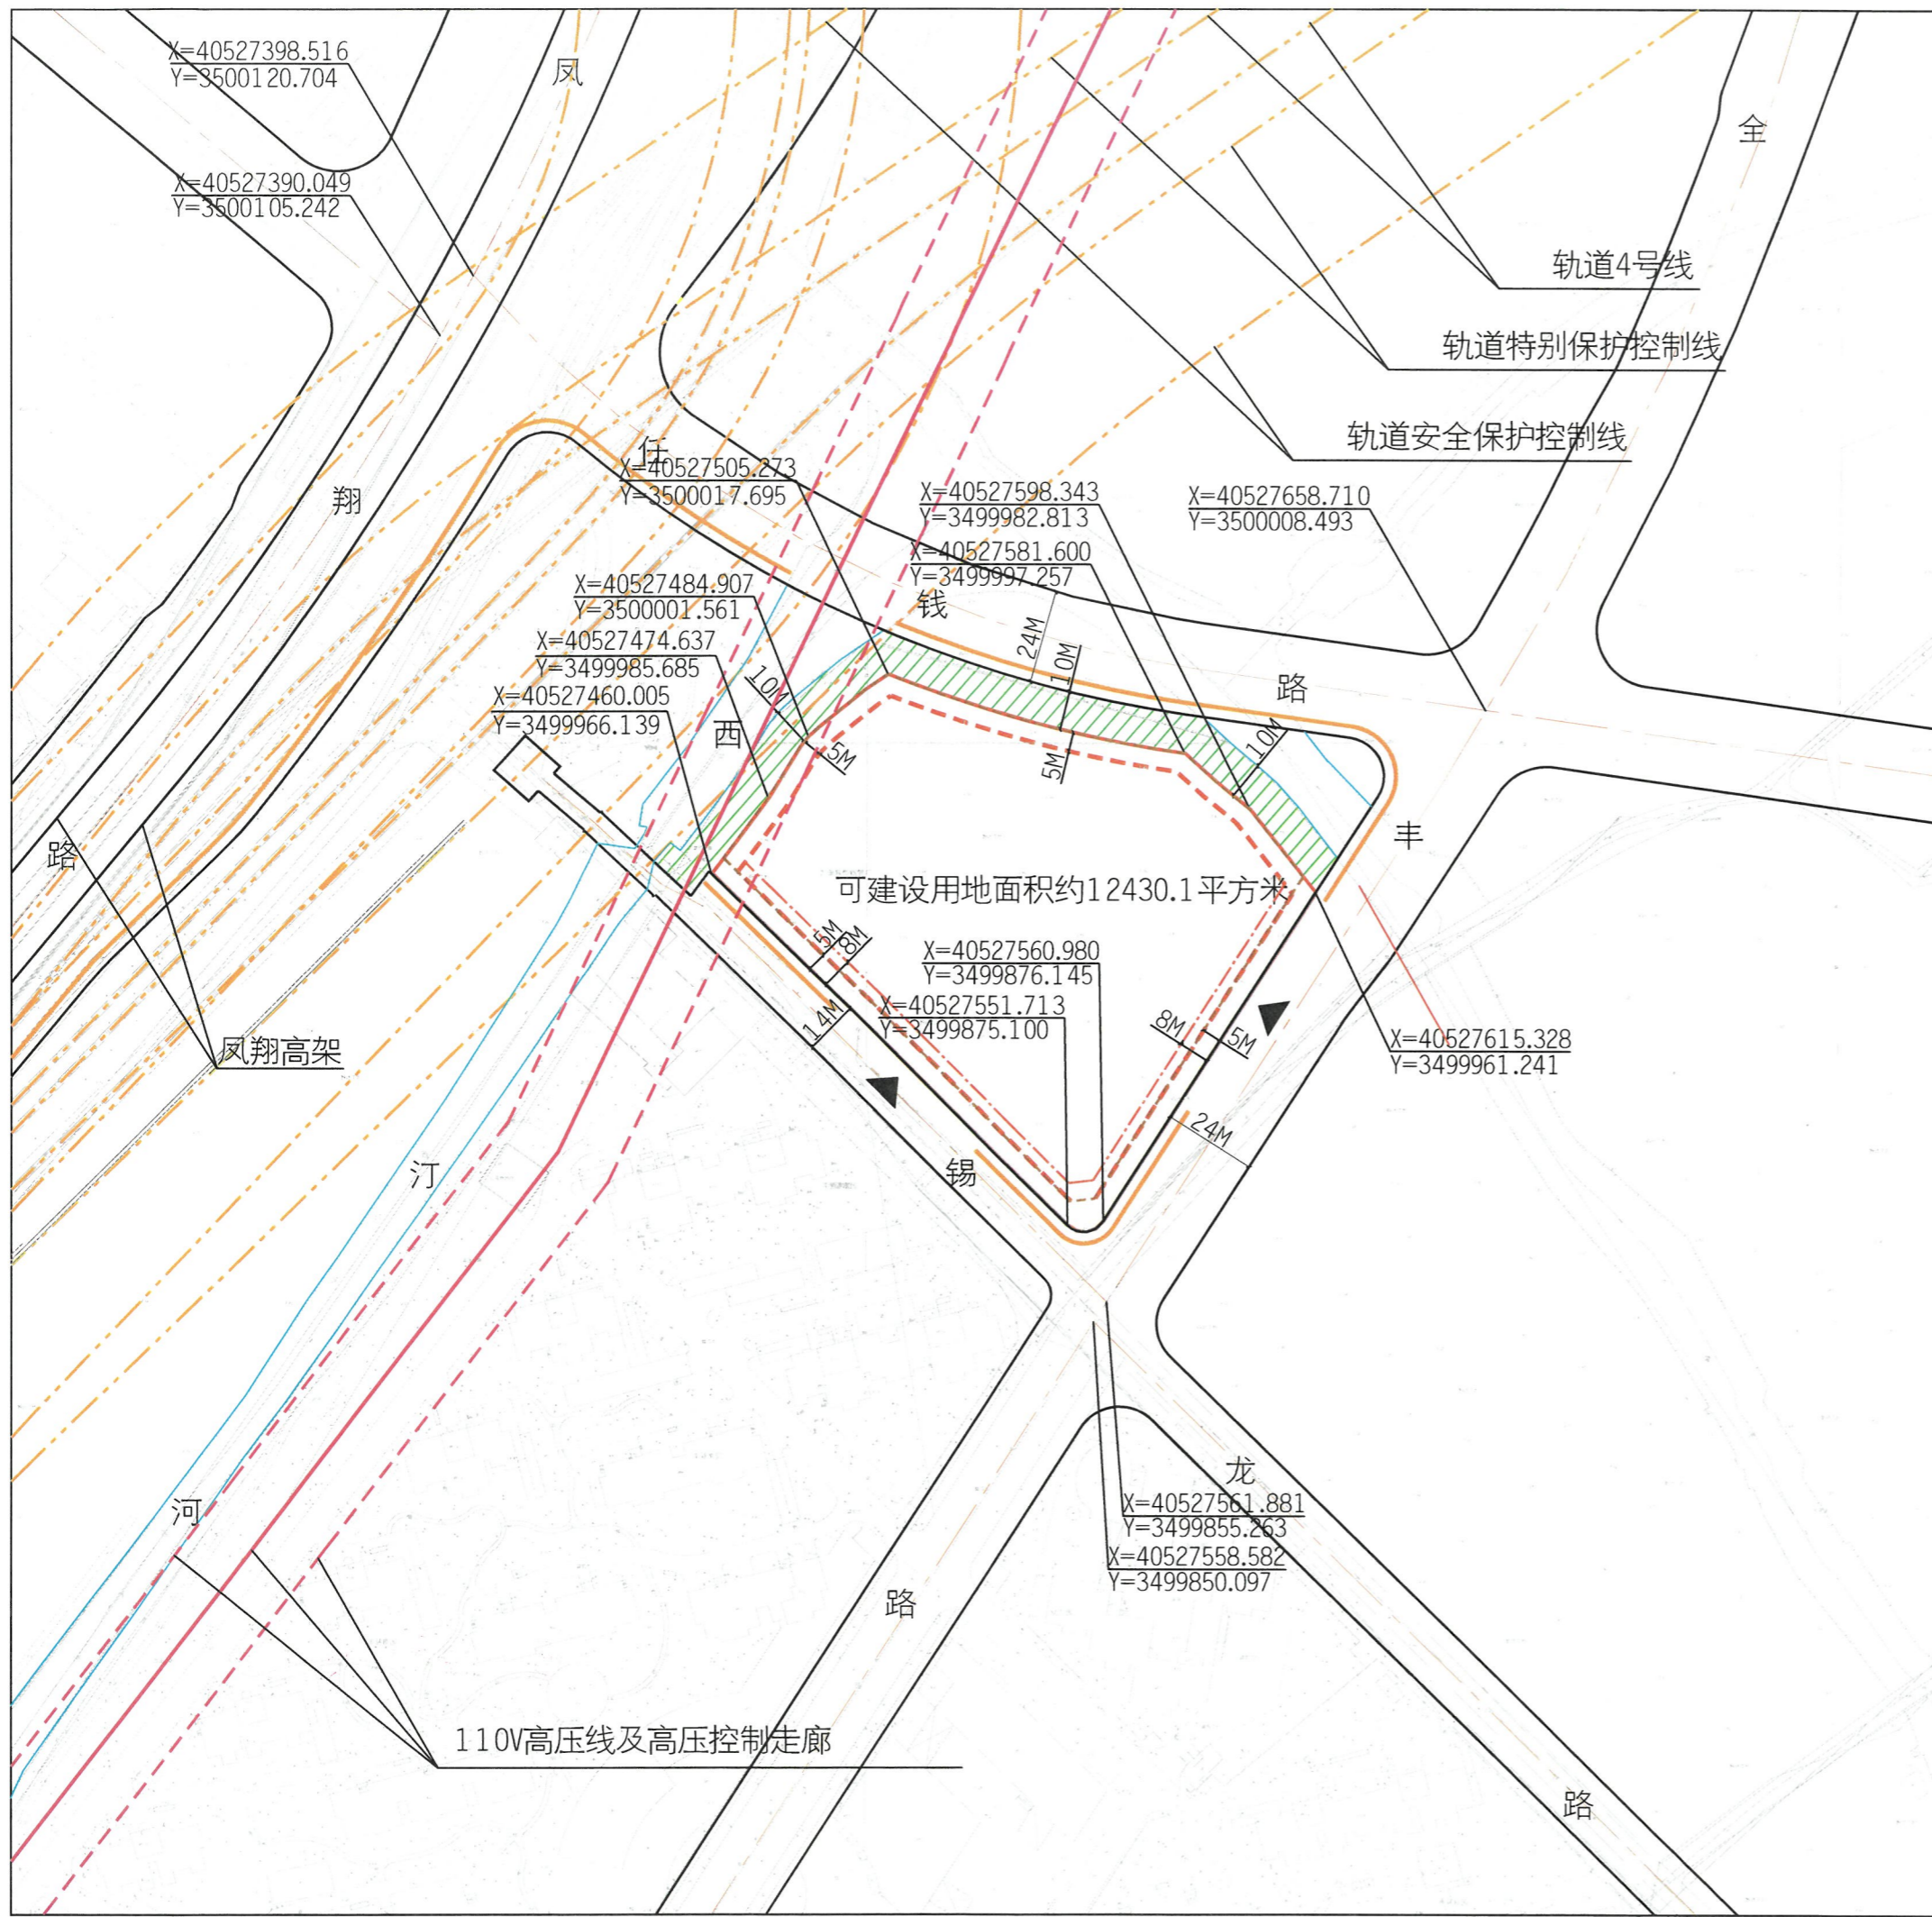 X=40527398.516
Y=3500120.704
凤
全
X=40527390.049
Y=3500105.242
轨道4号线
轨道特别保护控制线
轨道安全保护控制线
任
X=40527505.273
Y=3500017.695
翔
X=40527598.343
Y=3499982.813
X=40527658.710
Y=3500008.493
X=40527581.600
Y=3499997.257
X=40527484.907
Y=3500001.561
钱
24M
10M
X=40527474.637
Y=3499985.685
10M
路
X=40527460.005
Y=3499966.139
西
5M
5M
10M
路
丰
可建设用地面积约12430.1平方米
5M
8M
X=40527560.980
Y=3499876.145
X=40527551.713
Y=3499875.100
14M
8M
5M
X=40527615.328
Y=3499961.241
凤翔高架
24M
汀
锡
龙
河
X=40527561.881
Y=3499855.263
X=40527558.582
Y=3499850.097
路
110V高压线及高压控制走廊
路